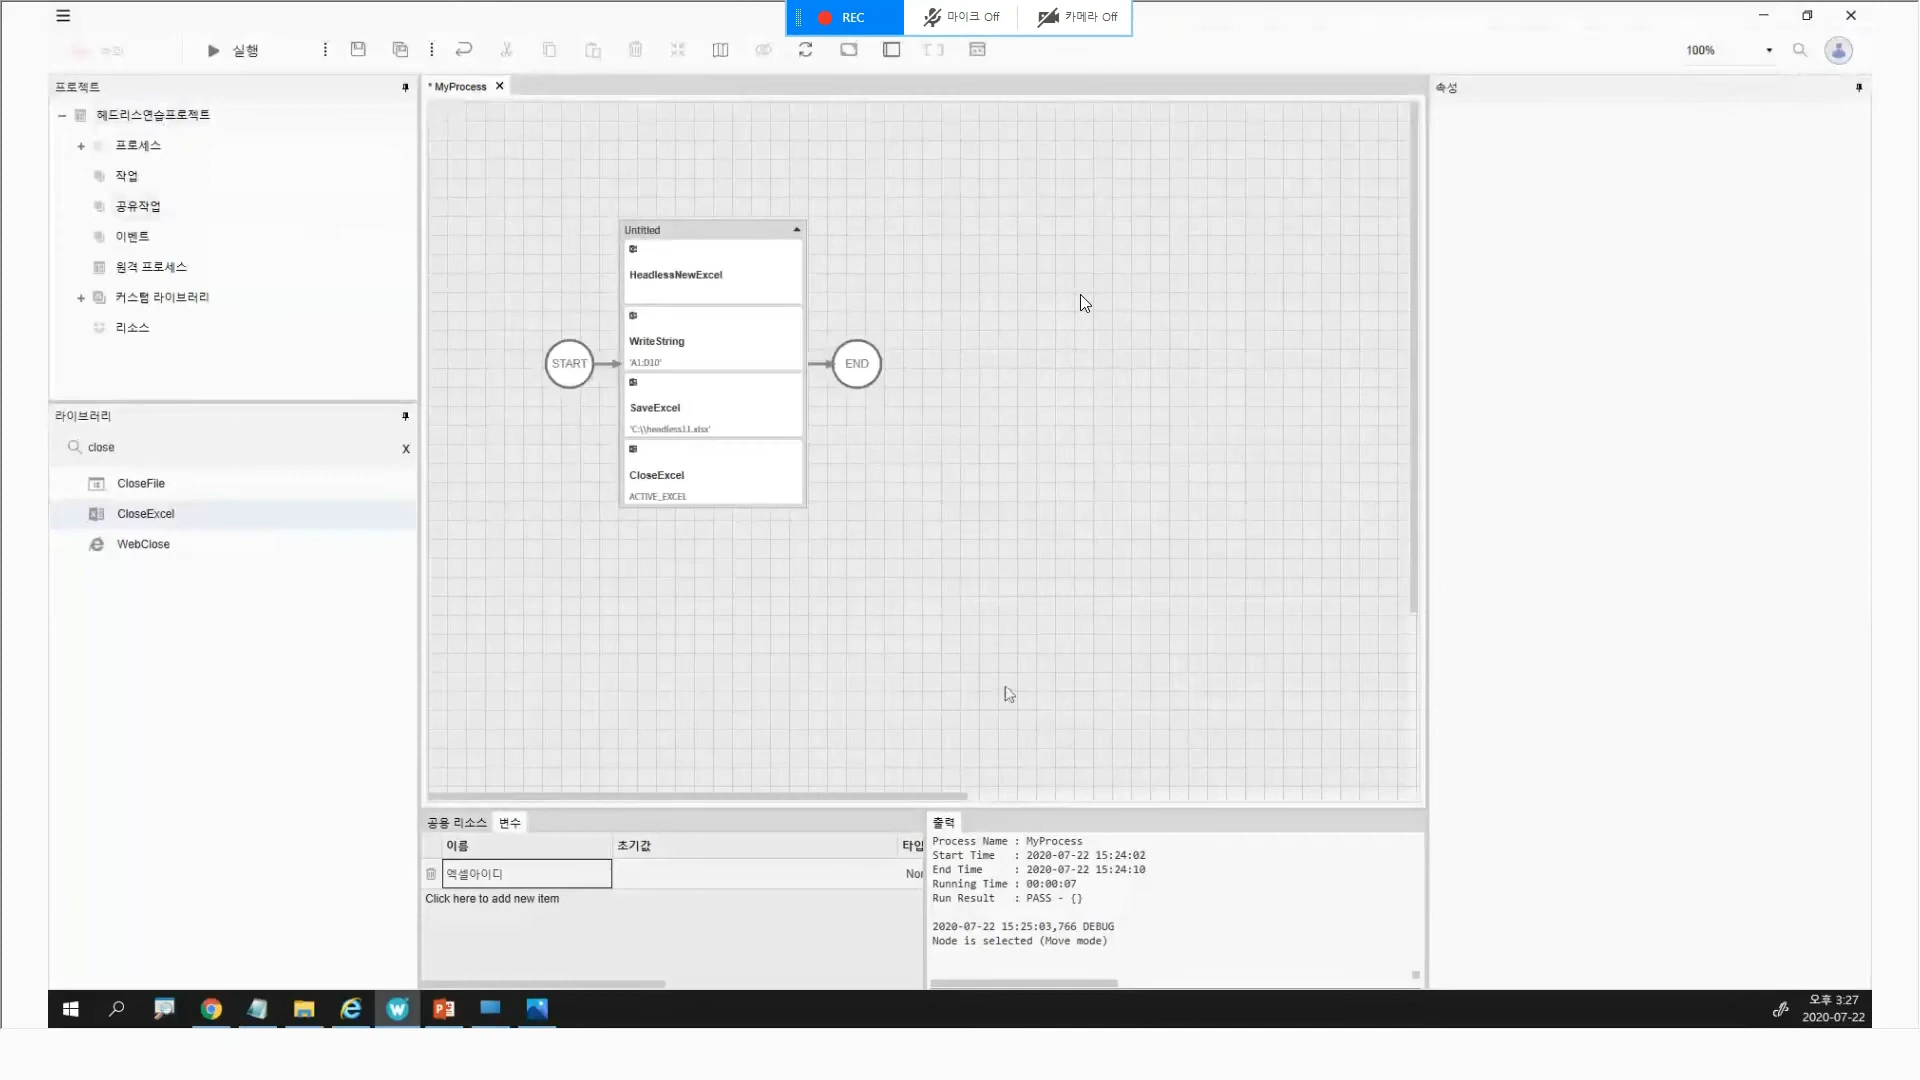 REC
마이크 Off
카메라 Off
실행
100%
프로젝트
* MyProcess
속성
헤드리스연습프로젝트
프로세스
작업
공유작업
이벤트
원격 프로세스
커스텀 라이브러리
리소스
라이브러리
close
X
CloseFile
CloseExcel
WebClose
Untitled
HeadlessNewExcel
WriteString
'A1:D10'
SaveExcel
'C:\\headless11.xlsx'
CloseExcel
ACTIVE_EXCEL
START
END
공용 리소스
변수
이름
초기값
타입
엑셀아이디
Nor
Click here to add new item
출력
Process Name : MyProcess
Start Time : 2020-07-22 15:24:02
End Time : 2020-07-22 15:24:10
Running Time : 00:00:07
Run Result : PASS - {}
2020-07-22 15:25:03,766 DEBUG
Node is selected (Move mode)
오후 3:27
2020-07-22